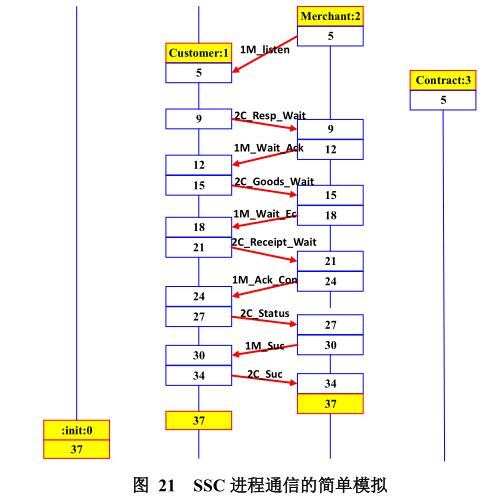 Merchant:2
5
1M_listen
Customer:1
5
Contract:3
5
9
2C_Resp_Wait
9
1M_Wait_Ack
12
12
2C_Goods_Wait
15
15
1M_Wait_Ec
18
18
2C_Receipt_Wait
21
21
1M_Ack_Con
24
24
2C_Status
27
27
1M_Suc
30
30
2C_Suc
34
34
37
37
:init:0
37
图 21 SSC 进程通信的简单模拟